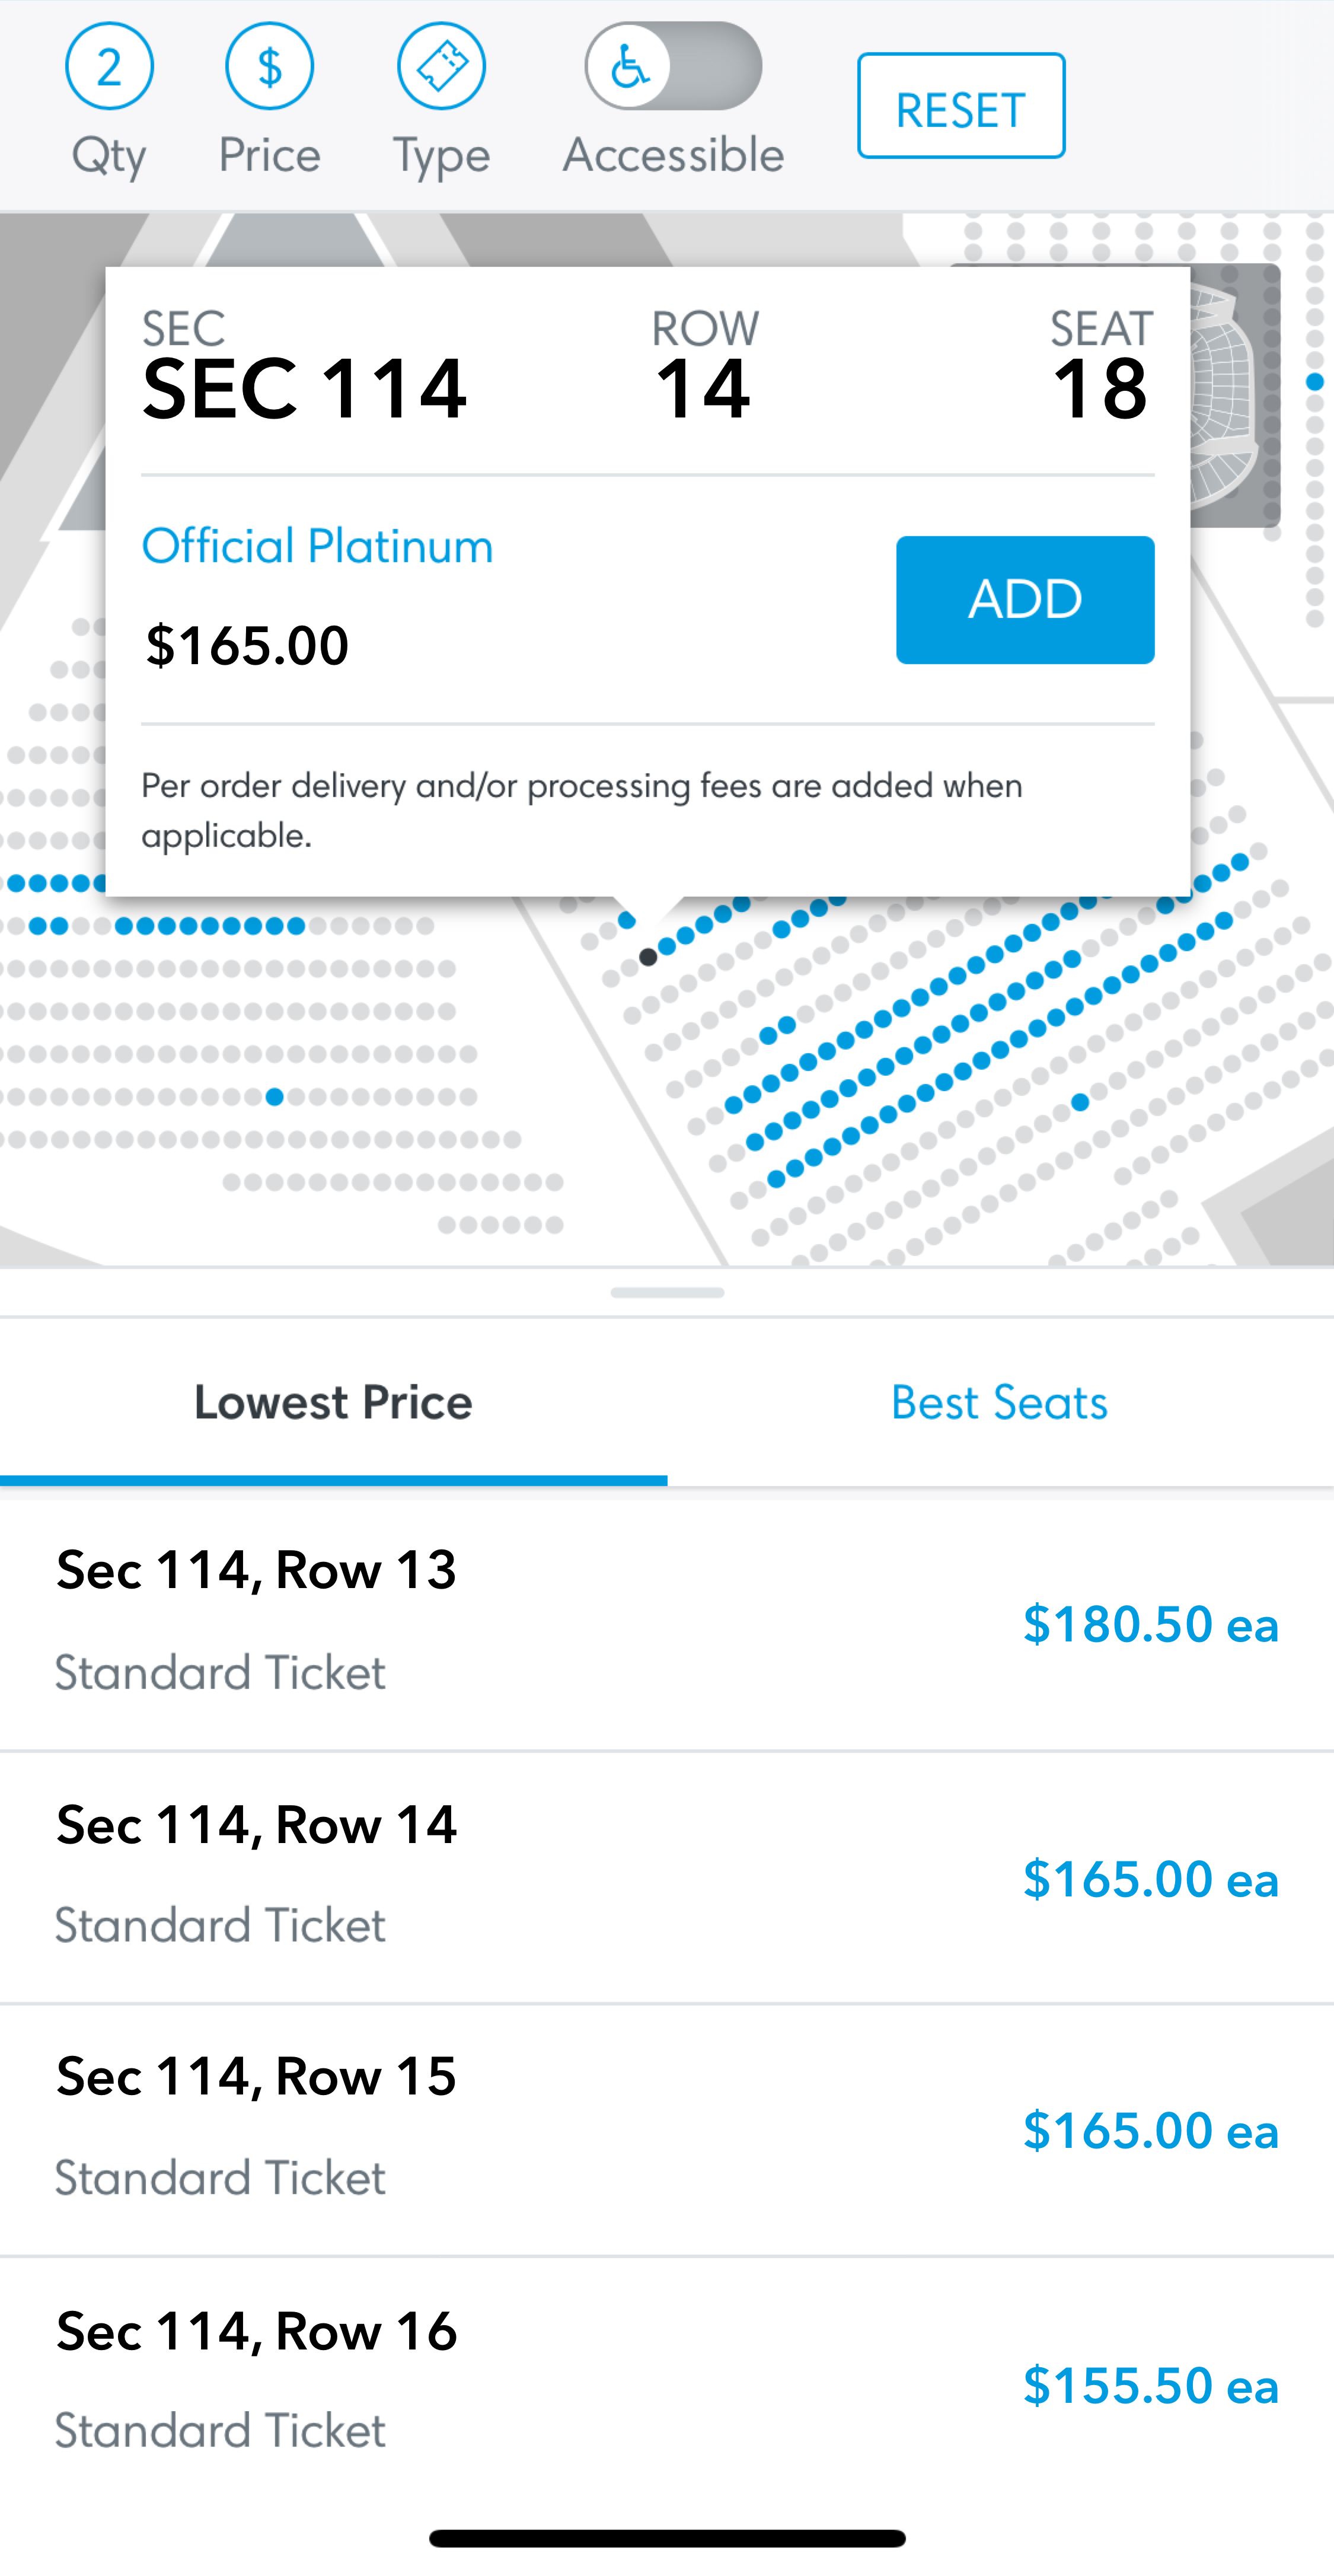 2
$
Qty
Price
Type
Accessible
RESET
SEC
ROW
SEAT
SEC 114
14
18
Official Platinum
$165.00
ADD
Per order delivery and/or processing fees are added when
applicable.
Lowest Price
Best Seats
Sec 114, Row 13
$180.50 ea
Standard Ticket
Sec 114, Row 14
$165.00 ea
Standard Ticket
Sec 114, Row 15
$165.00 ea
Standard Ticket
Sec 114, Row 16
$155.50 ea
Standard Ticket